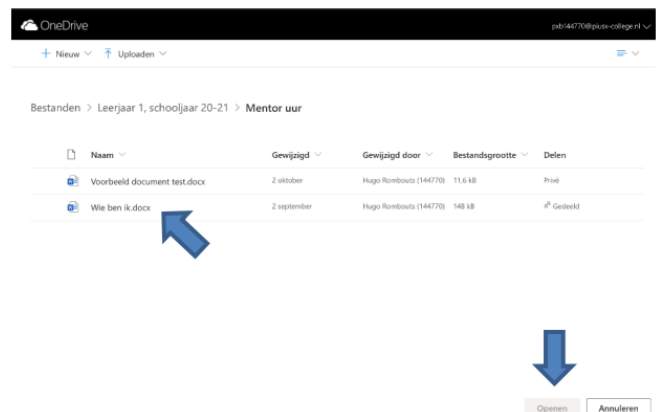 OneDrive pxb144770@piusx-college.nl
Nieuw Uploaden
Bestanden > Leerjaar 1, schooljaar 20-21 > Mentor uur
Naam Gewijzigd Gewijzigd door Bestandsgrootte Delen
Voorbeeld document test.docx 2 oktober Hugo Rombouts (144770) 11.6 kB Privé
Wie ben ik.docx 2 september Hugo Rombouts (144770) 148 kB Gedeeld
Openen Annuleren